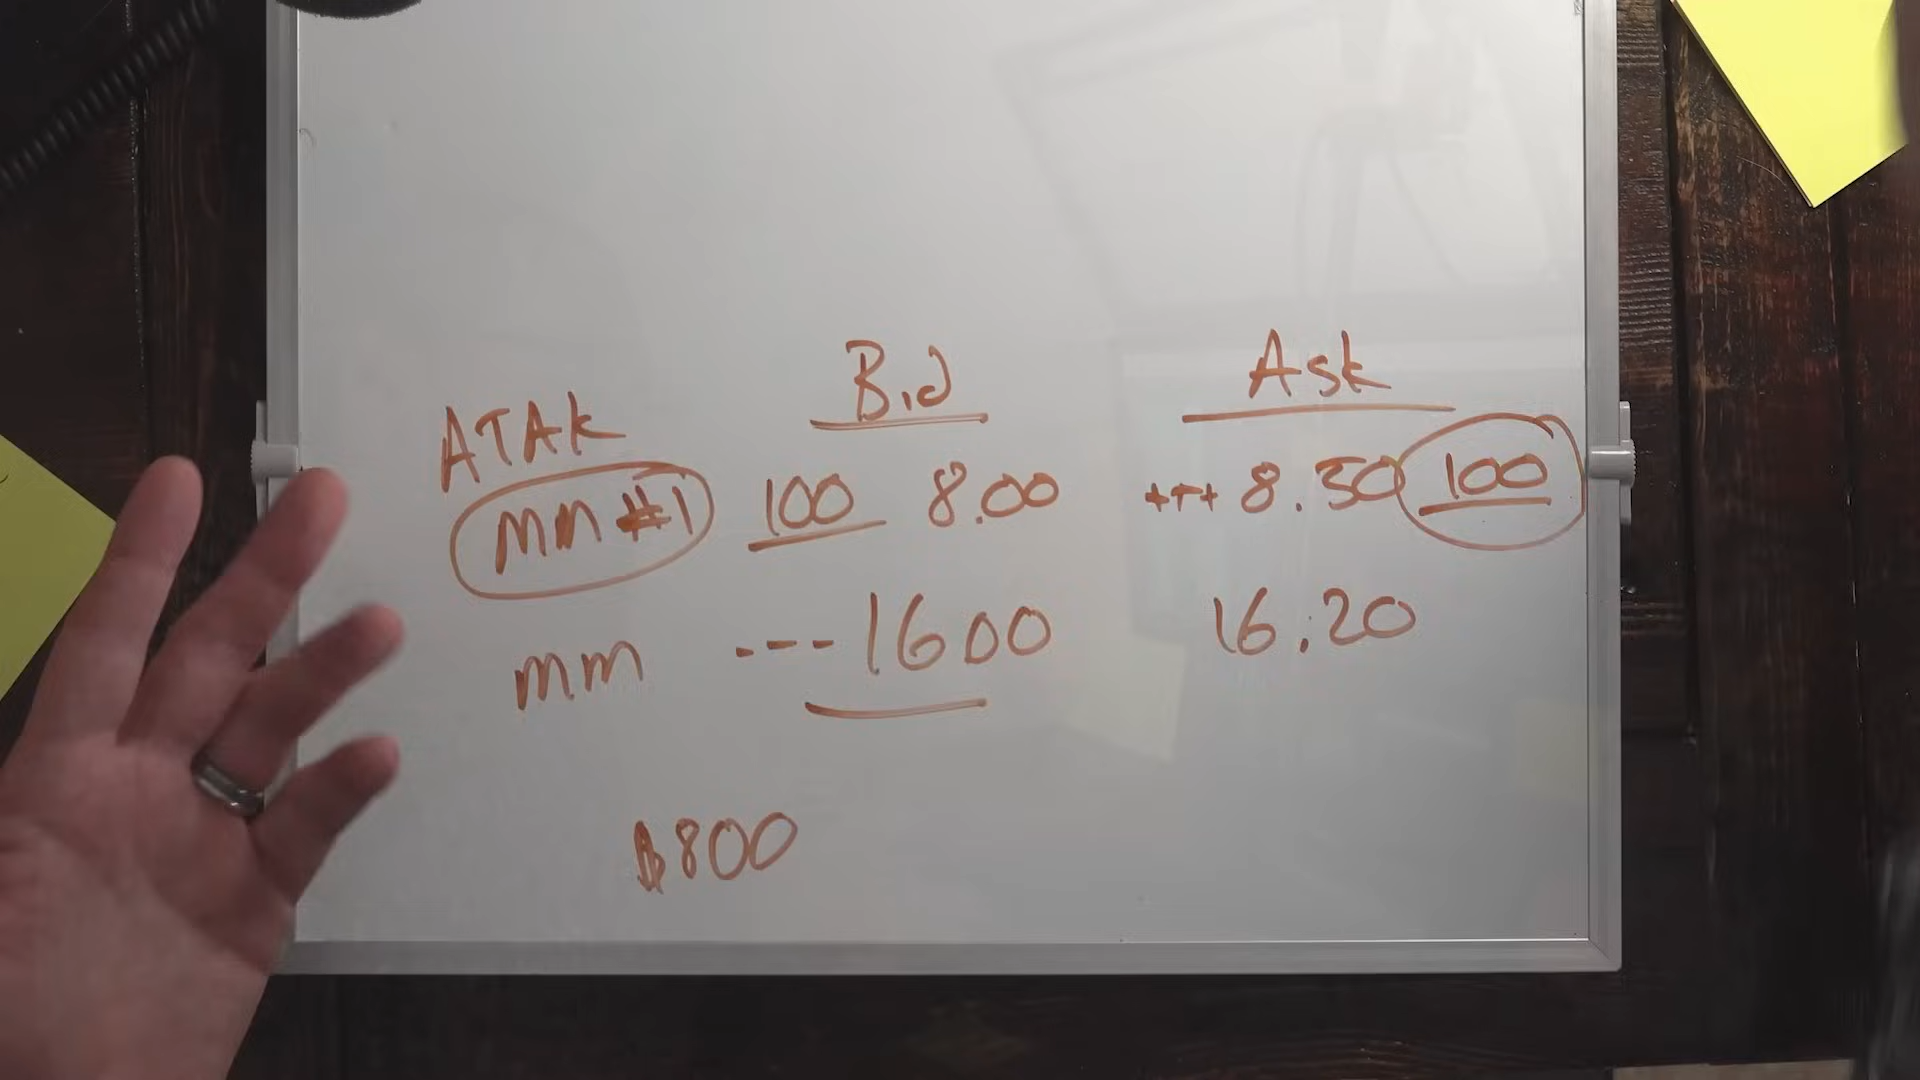 Bid Ask
ATAK
MM #1 100 8.00 +++ 8.50 100
mm --- 1600 16.20
$800